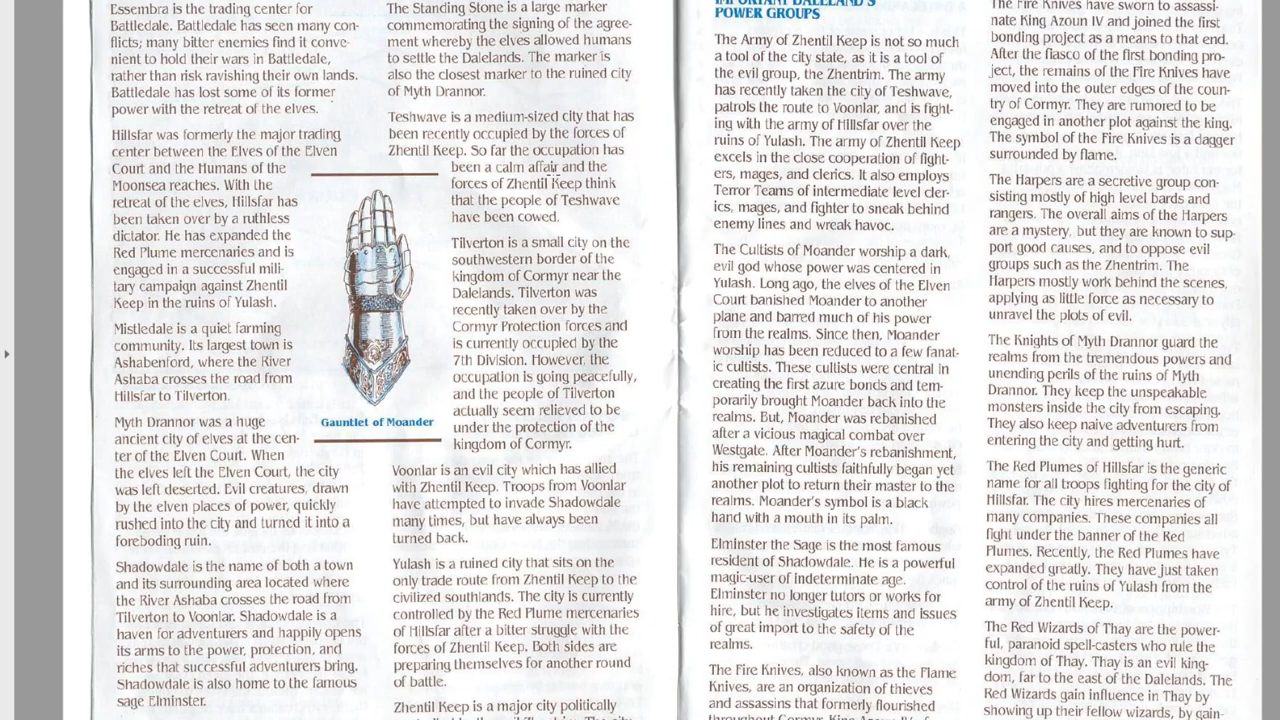 Essembra is the trading center for
Battledale. Battledale has seen many con-
flicts; many bitter enemies find it conve-
nient to hold their wars in Battledale,
rather than risk ravishing their own lands.
Battledale has lost some of its former
power with the retreat of the elves.
Hillsfar was formerly the major trading
center between the Elves of the Elven
Court and the Humans of the
Moonsea reaches. With the
retreat of the elves, Hillsfar has
been taken over by a ruthless
dictator. He has expanded the
Red Plume mercenaries and is
engaged in a successful mili-
tary campaign against Zhentil
Keep in the ruins of Yulash.
Mistledale is a quiet farming
community. Its largest town is
Ashabenford, where the River
Ashaba crosses the road from
Hillsfar to Tilverton.
Myth Drannor was a huge
ancient city of elves at the cen-
ter of the Elven Court. When
the elves left the Elven Court, the city
was left deserted. Evil creatures, drawn
by the elven places of power, quickly
rushed into the city and turned it into a
foreboding ruin.
Shadowdale is the name of both a town
and its surrounding area located where
the River Ashaba crosses the road from
Tilverton to Voonlar. Shadowdale is a
haven for adventurers and happily opens
its arms to the power, protection, and
riches that successful adventurers bring.
Shadowdale is also home to the famous
sage Elminster.
The Standing Stone is a large marker
commemorating the signing of the agree-
ment whereby the elves allowed humans
to settle the Dalelands. The marker is
also the closest marker to the ruined city
of Myth Drannor.
Teshwave is a medium-sized city that has
been recently occupied by the forces of
Zhentil Keep. So far the occupation has
been a calm affair and the
forces of Zhentil Keep think
that the people of Teshwave
have been cowed.
Gauntlet of Moander
Tilverton is a small city on the
southwestern border of the
kingdom of Cormyr near the
Dalelands. Tilverton was
recently taken over by the
Cormyr Protection forces and
is currently occupied by the
7th Division. However, the
occupation is going peacefully,
and the people of Tilverton
actually seem relieved to be
under the protection of the
kingdom of Cormyr.
Voonlar is an evil city which has allied
with Zhentil Keep. Troops from Voonlar
have attempted to invade Shadowdale
many times, but have always been
turned back.
Yulash is a ruined city that sits on the
only trade route from Zhentil Keep to the
civilized southlands. The city is currently
controlled by the Red Plume mercenaries
of Hillsfar after a bitter struggle with the
forces of Zhentil Keep. Both sides are
preparing themselves for another round
of battle.
Zhentil Keep is a major city politically
IMPORTANT DALELAND'S
POWER GROUPS
The Army of Zhentil Keep is not so much
a tool of the city state, as it is a tool of
the evil group, the Zhentrim. The army
has recently taken the city of Teshwave,
patrols the route to Voonlar, and is fight-
ing with the army of Hillsfar over the
ruins of Yulash. The army of Zhentil Keep
excels in the close cooperation of fight-
ers, mages, and clerics. It also employs
Terror Teams of intermediate level cler-
ics, mages, and fighter to sneak behind
enemy lines and wreak havoc.
The Cultists of Moander worship a dark,
evil god whose power was centered in
Yulash. Long ago, the elves of the Elven
Court banished Moander to another
plane and barred much of his power
from the realms. Since then, Moander
worship has been reduced to a few fanat-
ic cultists. These cultists were central in
creating the first azure bonds and tem-
porarily brought Moander back into the
realms. But, Moander was rebanished
after a vicious magical combat over
Westgate. After Moander's rebanishment,
his remaining cultists faithfully began yet
another plot to return their master to the
realms. Moander's symbol is a black
hand with a mouth in its palm.
Elminster the Sage is the most famous
resident of Shadowdale. He is a powerful
magic-user of indeterminate age.
Elminster no longer tutors or works for
hire, but he investigates items and issues
of great import to the safety of the
realms.
The Fire Knives, also known as the Flame
Knives, are an organization of thieves
and assassins that formerly flourished
throughout Cormyr. King Azoun IV of
The Fire Knives have sworn to assassi-
nate King Azoun IV and joined the first
bonding project as a means to that end.
After the fiasco of the first bonding pro-
ject, the remains of the Fire Knives have
moved into the outer edges of the coun-
try of Cormyr. They are rumored to be
engaged in another plot against the King.
The symbol of the Fire Knives is a dagger
surrounded by flame.
The Harpers are a secretive group con-
sisting mostly of high level bards and
rangers. The overall aims of the Harpers
are a mystery, but they are known to sup-
port good causes, and to oppose evil
groups such as the Zhentrim. The
Harpers mostly work behind the scenes,
applying as little force as necessary to
unravel the plots of evil.
The Knights of Myth Drannor guard the
realms from the tremendous powers and
unending perils of the ruins of Myth
Drannor. They keep the unspeakable
monsters inside the city from escaping.
They also keep naive adventurers from
entering the city and getting hurt.
The Red Plumes of Hillsfar is the generic
name for all troops fighting for the city of
Hillsfar. The city hires mercenaries of
many companies. These companies all
fight under the banner of the Red
Plumes. Recently, the Red Plumes have
expanded greatly. They have just taken
control of the ruins of Yulash from the
army of Zhentil Keep.
The Red Wizards of Thay are the power-
ful, paranoid spell-casters who rule the
kingdom of Thay. Thay is an evil king-
dom, far to the east of the Dalelands. The
Red Wizards gain influence in Thay by
showing up their fellow wizards, by gain-